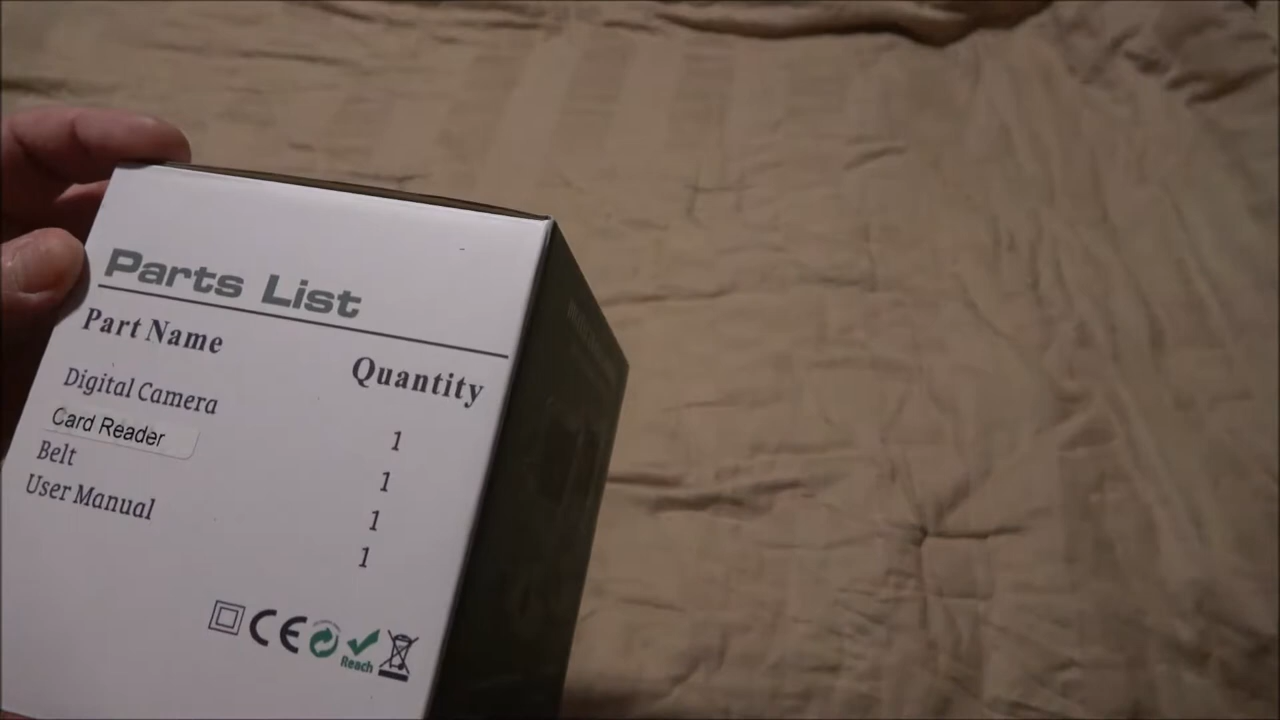 Parts List
Part Name Quantity
Digital Camera 1
Card Reader 1
Belt 1
User Manual 1
CE
Reach